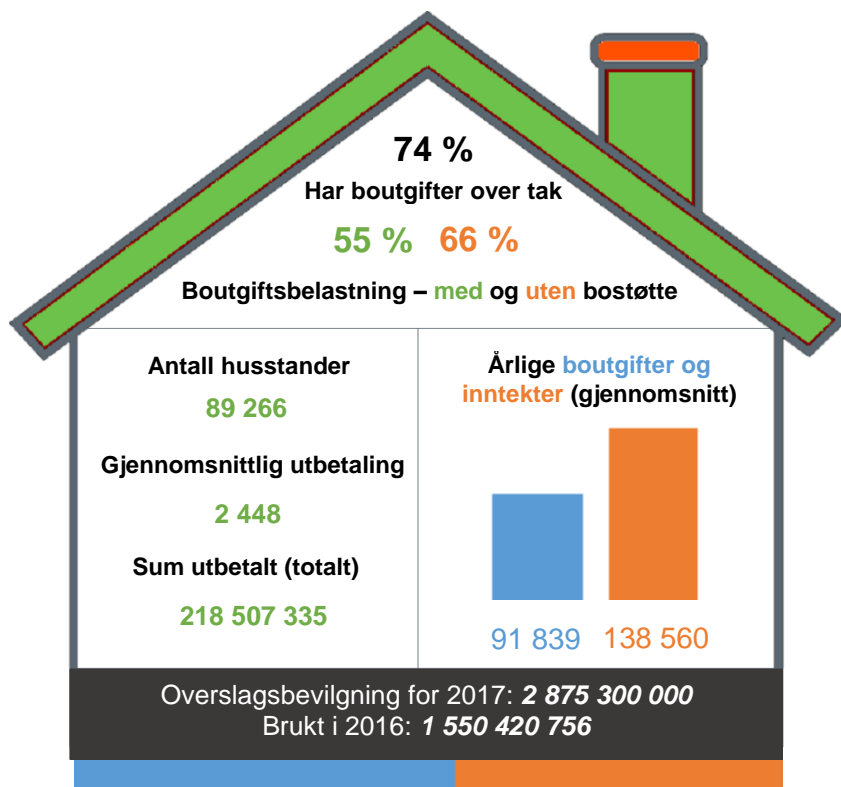 74 %
Har boutgifter over tak
55 % 66 %
Boutgiftsbelastning – med og uten bostøtte
Antall husstander
89 266
Gjennomsnittlig utbetaling
2 448
Sum utbetalt (totalt)
218 507 335
Årlige boutgifter og
inntekter (gjennomsnitt)
91 839 138 560
Overslagsbevilgning for 2017: 2 875 300 000
Brukt i 2016: 1 550 420 756